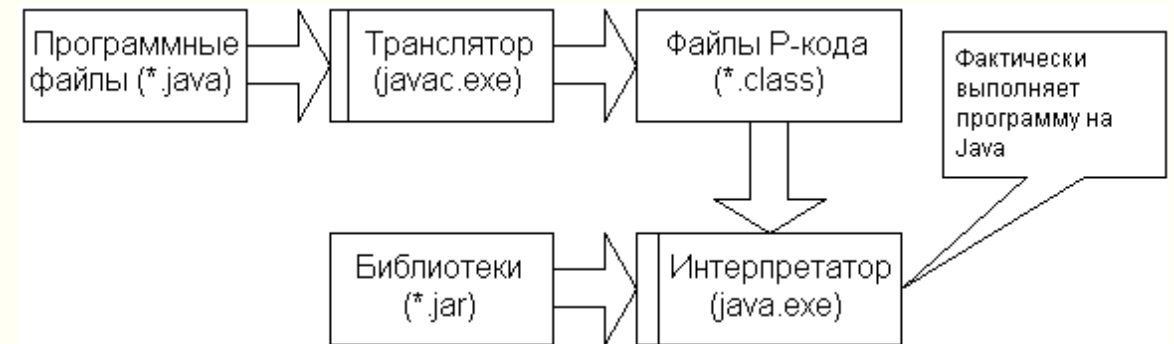 Программные
файлы (*.java)
Транслятор
(javac.exe)
Файлы P-кода
(*.class)
Фактически
выполняет
программу на
Java
Библиотеки
(*.jar)
Интерпретатор
(java.exe)